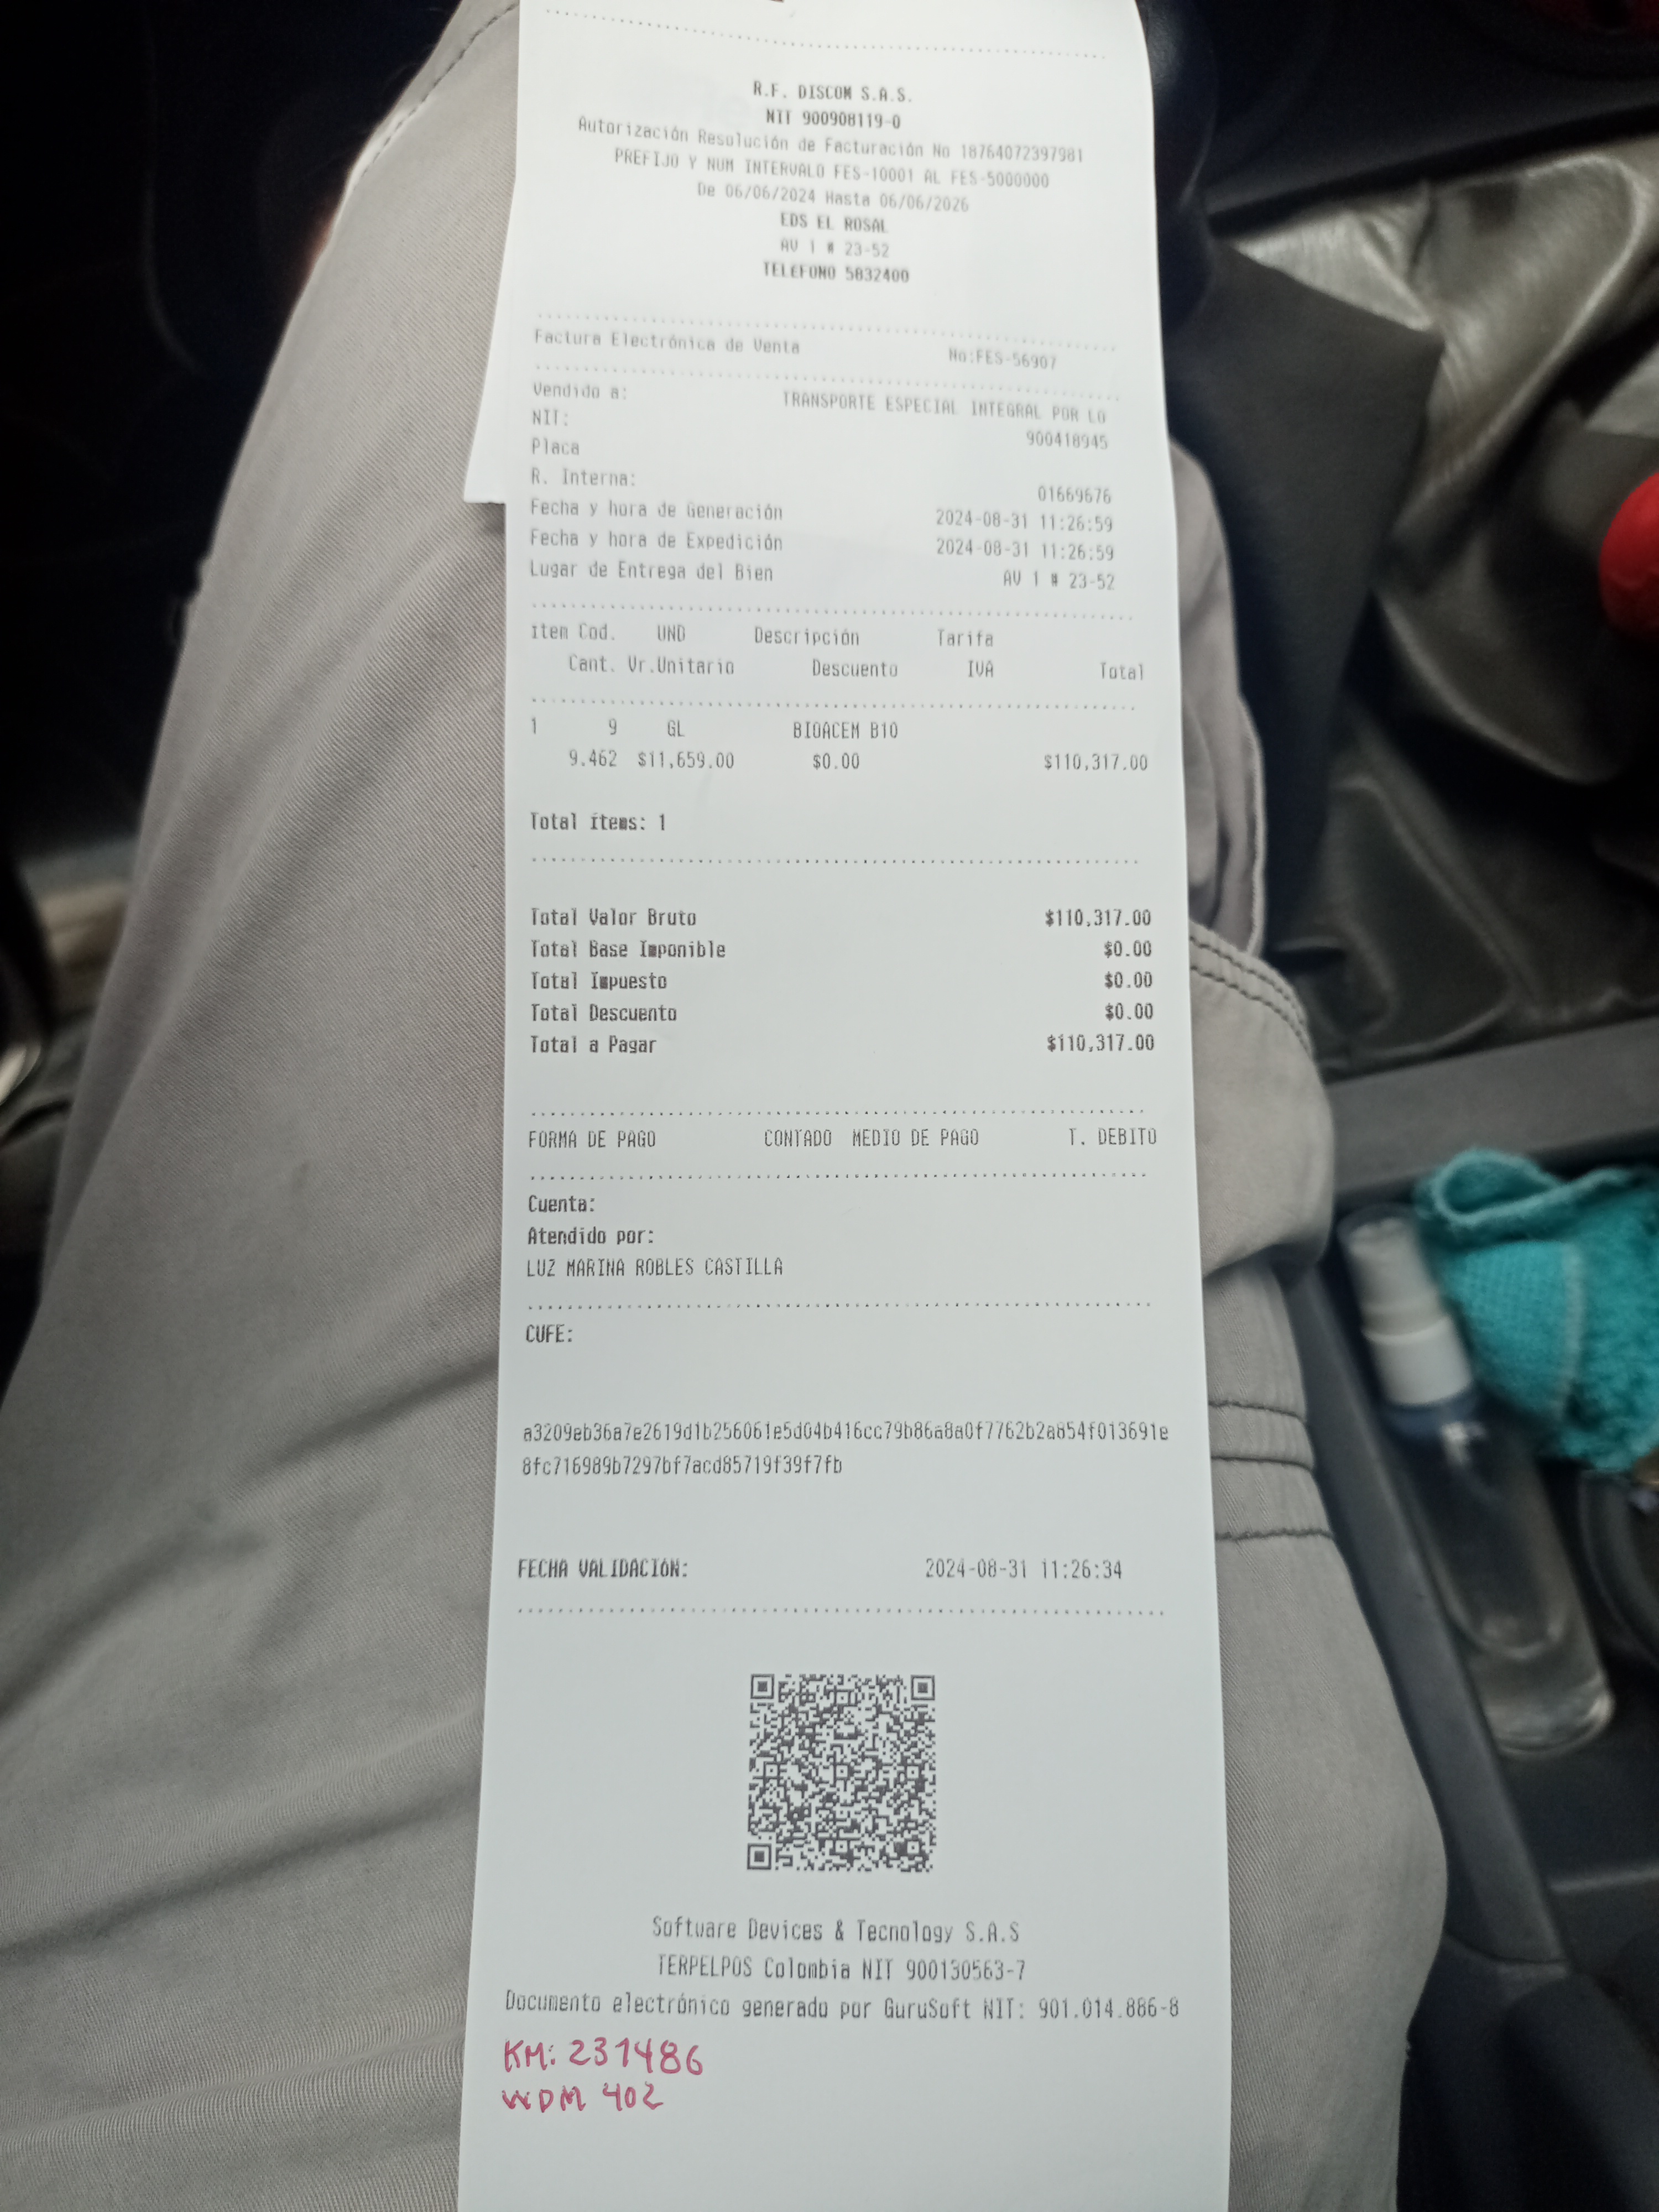 R.F. DISCOM S.A.S.
NIT 900908119-0
Autorización Resolución de Facturación No 18764072397981
PREFIJO Y NUM INTERVALO FES-10001 AL FES-5000000
De 06/06/2024 Hasta 06/06/2026
EDS EL ROSAL
AV 1 # 23-52
TELEFONO 5832400
Factura Electrónica de Venta No:FES-56907
Vendido a: TRANSPORTE ESPECIAL INTEGRAL POR LO
NIT: 900418945
Placa
R. Interna: 01669676
Fecha y hora de Generación 2024-08-31 11:26:59
Fecha y hora de Expedición 2024-08-31 11:26:59
Lugar de Entrega del Bien AV 1 # 23-52
Item Cod. UND Descripción Tarifa
Cant. Vr.Unitario Descuento IVA Total
1 9 GL BIOACEM B10
9.462 $11,659.00 $0.00 $110,317.00
Total ítems: 1
Total Valor Bruto $110,317.00
Total Base Imponible $0.00
Total Impuesto $0.00
Total Descuento $0.00
Total a Pagar $110,317.00
FORMA DE PAGO CONTADO MEDIO DE PAGO T. DEBITO
Cuenta:
Atendido por:
LUZ MARINA ROBLES CASTILLA
CUFE:
a3209eb36a7e2619d1b256061e5d04b416cc79b86a8a0f7762b2a854f013691e
8fc716989b7297bf7acd85719f39f7fb
FECHA VALIDACIÓN: 2024-08-31 11:26:34
Software Devices & Tecnology S.A.S
TERPELPOS Colombia NIT 900130563-7
Documento electrónico generado por GuruSoft NIT: 901.014.886-8
KM: 231486
WDM 402